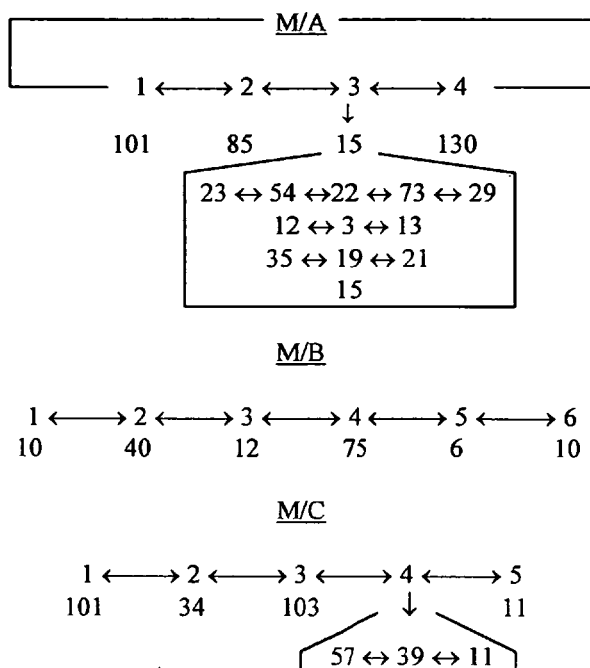 M/A
1 ⟷ 2 ⟷ 3 ⟷ 4
↓
101 85 15 130
23 ↔ 54 ↔ 22 ↔ 73 ↔ 29
12 ↔ 3 ↔ 13
35 ↔ 19 ↔ 21
15
M/B
1 ⟷ 2 ⟷ 3 ⟷ 4 ⟷ 5 ⟷ 6
10 40 12 75 6 10
M/C
1 ⟷ 2 ⟷ 3 ⟷ 4 ⟷ 5
101 34 103 ↓ 11
57 ↔ 39 ↔ 11